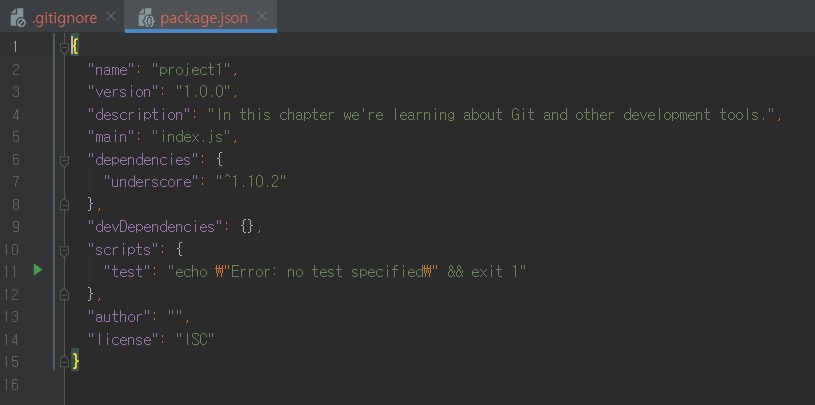 .gitignore package.json
1 {
2 "name": "project1",
3 "version": "1.0.0",
4 "description": "In this chapter we're learning about Git and other development tools.",
5 "main": "index.js",
6 "dependencies": {
7 "underscore": "^1.10.2"
8 },
9 "devDependencies": {},
10 "scripts": {
11 "test": "echo ₩"Error: no test specified₩" && exit 1"
12 },
13 "author": "",
14 "license": "ISC"
15 }
16